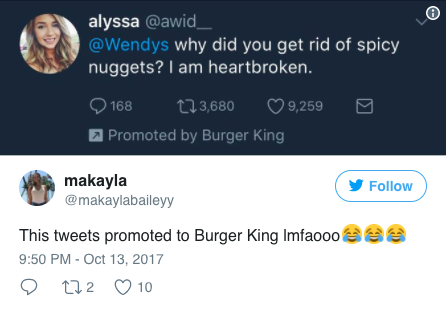 alyssa @awid__
@Wendys why did you get rid of spicy
nuggets? I am heartbroken.
168 3,680 9,259
Promoted by Burger King
makayla
Follow
@makaylabaileyy
This tweets promoted to Burger King lmfaooo😂😂😂
9:50 PM - Oct 13, 2017
2 10